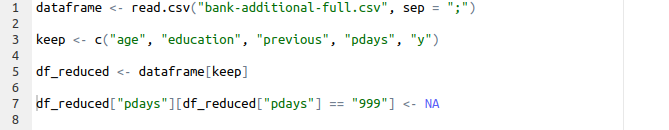 1 dataframe <- read.csv("bank-additional-full.csv", sep = ";")
2
3 keep <- c("age", "education", "previous", "pdays", "y")
4
5 df_reduced <- dataframe[keep]
6
7 df_reduced["pdays"][df_reduced["pdays"] == "999"] <- NA
8